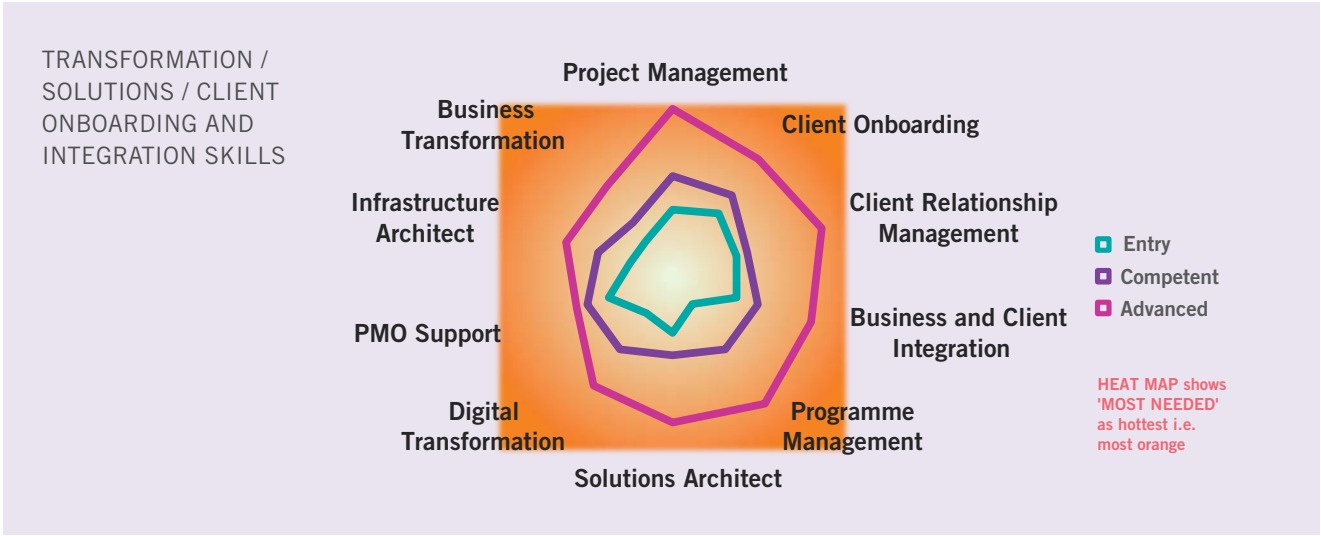 TRANSFORMATION /
SOLUTIONS / CLIENT
ONBOARDING AND
INTEGRATION SKILLS
Project Management
Business
Transformation
Client Onboarding
Infrastructure
Architect
Client Relationship
Management
PMO Support
Business and Client
Integration
Digital
Transformation
Programme
Management
Solutions Architect
Entry
Competent
Advanced
HEAT MAP shows
'MOST NEEDED'
as hottest i.e.
most orange